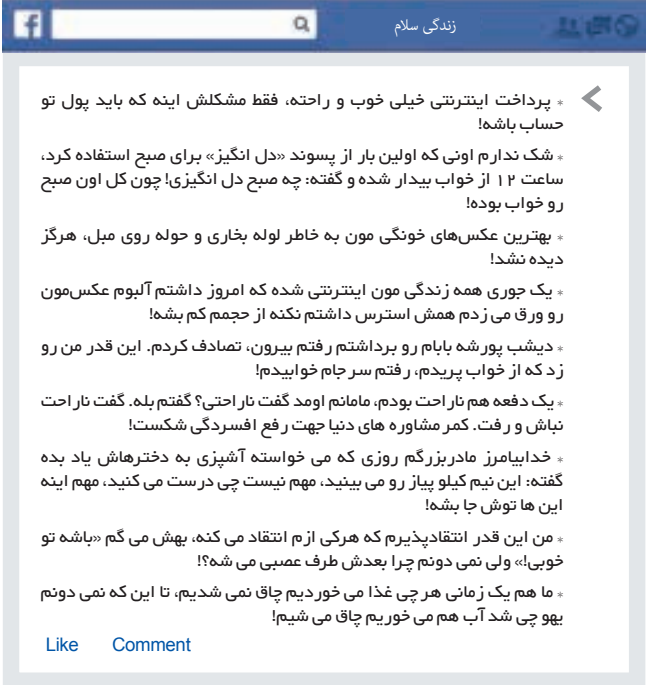 f
زندگی سلام
* پرداخت اینترنتی خیلی خوب و راحته، فقط مشکلش اینه که باید پول تو
حساب باشه!
* شک ندارم اونی که اولین بار از پسوند «دل انگیز» برای صبح استفاده کرد،
ساعت ۱۲ از خواب بیدار شده و گفته: چه صبح دل انگیزی! چون کل اون صبح
رو خواب بوده!
* بهترین عکس‌های خونگی مون به خاطر لوله بخاری و حوله روی مبل، هرگز
دیده نشد!
* یک جوری همه زندگی مون اینترنتی شده که امروز داشتم آلبوم عکس‌مون
رو ورق می زدم همش استرس داشتم نکنه از حجمم کم بشه!
* دیشب پورشه بابام رو برداشتم رفتم بیرون، تصادف کردم. این قدر من رو
زد که از خواب پریدم، رفتم سر جام خوابیدم!
* یک دفعه هم ناراحت بودم، مامانم اومد گفت ناراحتی؟ گفتم بله. گفت ناراحت
نباش و رفت. کمر مشاوره های دنیا جهت رفع افسردگی شکست!
* خدابیامرز مادربزرگم روزی که می خواسته آشپزی به دخترهاش یاد بده
گفته: این نیم کیلو پیاز رو می بینید، مهم نیست چی درست می کنید، مهم اینه
این ها توش جا بشه!
* من این قدر انتقادپذیرم که هرکی ازم انتقاد می کنه، بهش می گم «باشه تو
خوبی!» ولی نمی دونم چرا بعدش طرف عصبی می شه؟!
* ما هم یک زمانی هر چی غذا می خوردیم چاق نمی شدیم، تا این که نمی دونم
یهو چی شد آب هم می خوریم چاق می شیم!
Like Comment